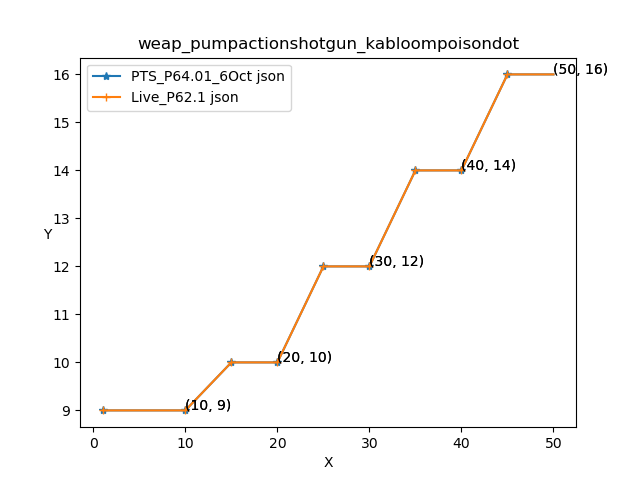 weap_pumpactionshotgun_kabloompoisondot
PTS_P64.01_6Oct json
Live_P62.1 json
(50, 16)
(40, 14)
(30, 12)
(20, 10)
(10, 9)
Y
16
15
14
13
12
11
10
9
0 10 20 30 40 50
X